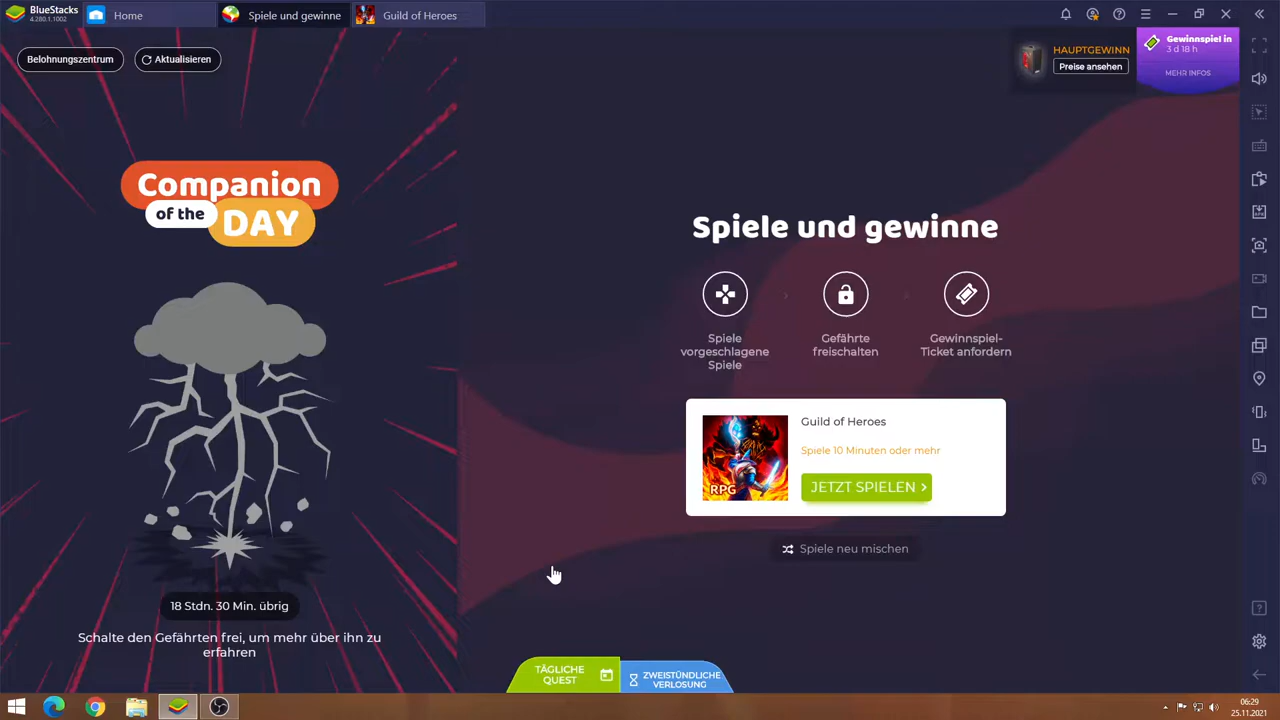 BlueStacks
4.280.1.1002
Home
Spiele und gewinne
Guild of Heroes
Belohnungszentrum
Aktualisieren
HAUPTGEWINN
Preise ansehen
Gewinnspiel in
3 d 18 h
MEHR INFOS
Companion
of the
DAY
18 Stdn. 30 Min. übrig
Schalte den Gefährten frei, um mehr über ihn zu
erfahren
Spiele und gewinne
Spiele
vorgeschlagene
Spiele
Gefährte
freischalten
Gewinnspiel-
Ticket anfordern
RPG
Guild of Heroes
Spiele 10 Minuten oder mehr
JETZT SPIELEN
Spiele neu mischen
TÄGLICHE
QUEST
ZWEISTÜNDLICHE
VERLOSUNG
06:29
25.11.2021